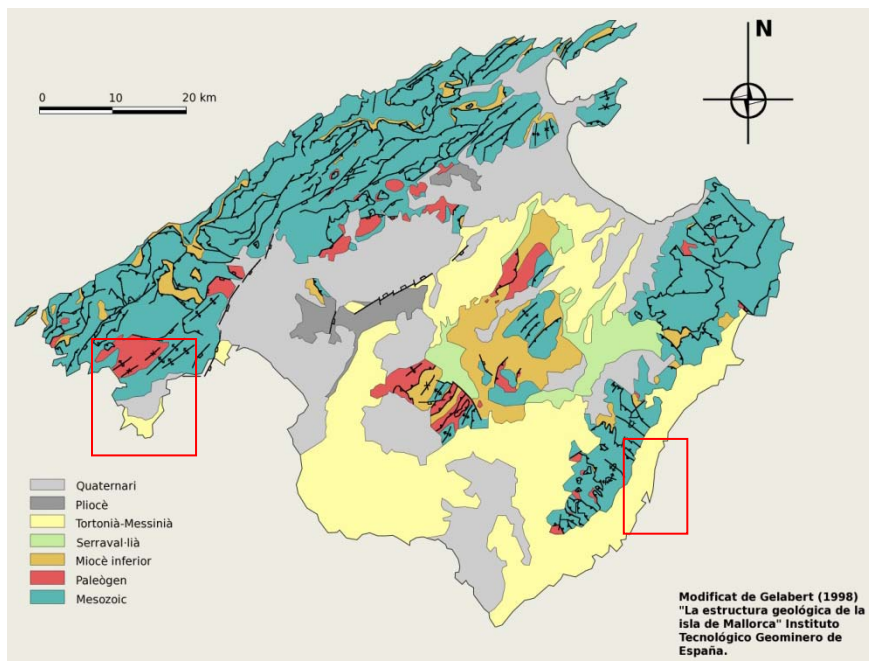 N
0 10 20 km
Quaternari
Pliocè
Tortonià-Messinià
Serraval·lià
Miocè inferior
Paleògen
Mesozoic
Modificat de Gelabert (1998)
"La estructura geológica de la
isla de Mallorca" Instituto
Tecnológico Geominero de
España.